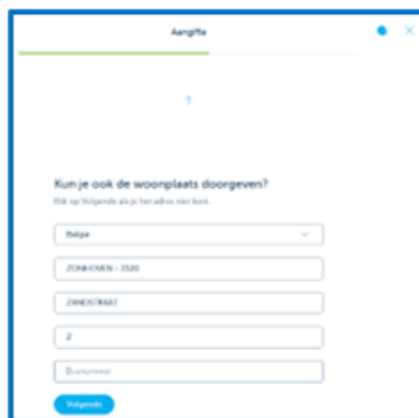 Aangifte
Kun je ook de woonplaats doorgeven?
Klik op Volgende als je het adres niet kent.
België
ZONHOVEN - 3520
ZANDSTRAAT
2
Busnummer
Volgende